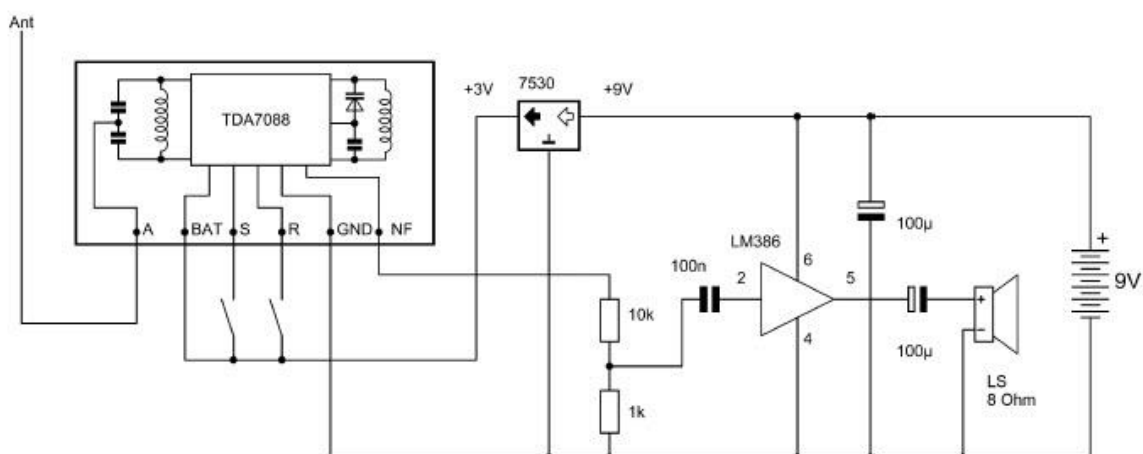 Ant
7530
+3V
+9V
TDA7088
A
BAT
S
R
GND
NF
100µ
LM386
+
100n
2
6
5
9V
10k
+
4
−
100µ
LS
8 Ohm
1k